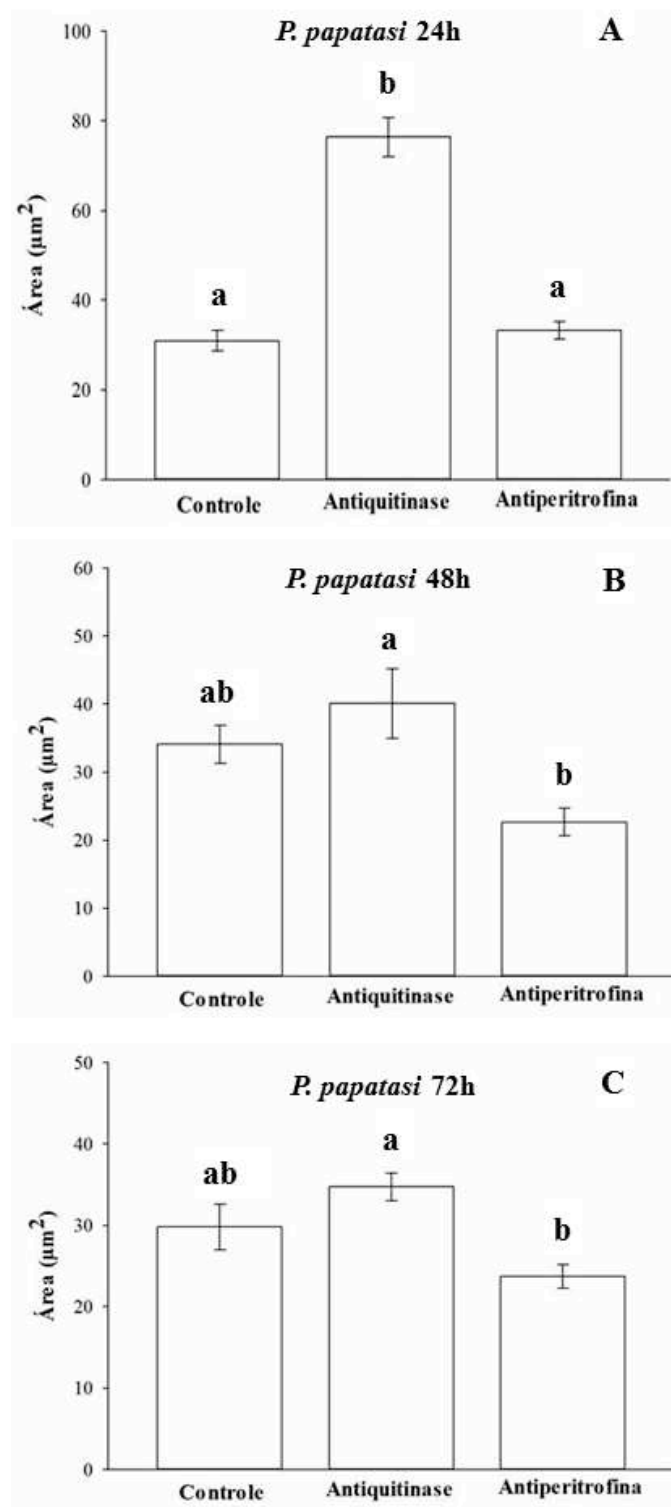 P. papatasi 24h A
b
a a
Área (µm²)
100
80
60
40
20
0
Controle Antiquitinase Antiperitrofina
P. papatasi 48h B
a
ab
b
Área (µm²)
60
50
40
30
20
10
0
Controle Antiquitinase Antiperitrofina
P. papatasi 72h C
a
ab
b
Área (µm²)
50
40
30
20
10
0
Controle Antiquitinase Antiperitrofina